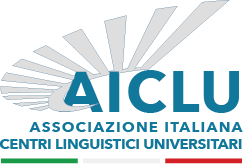 AICLU
ASSOCIAZIONE ITALIANA
CENTRI LINGUISTICI UNIVERSITARI